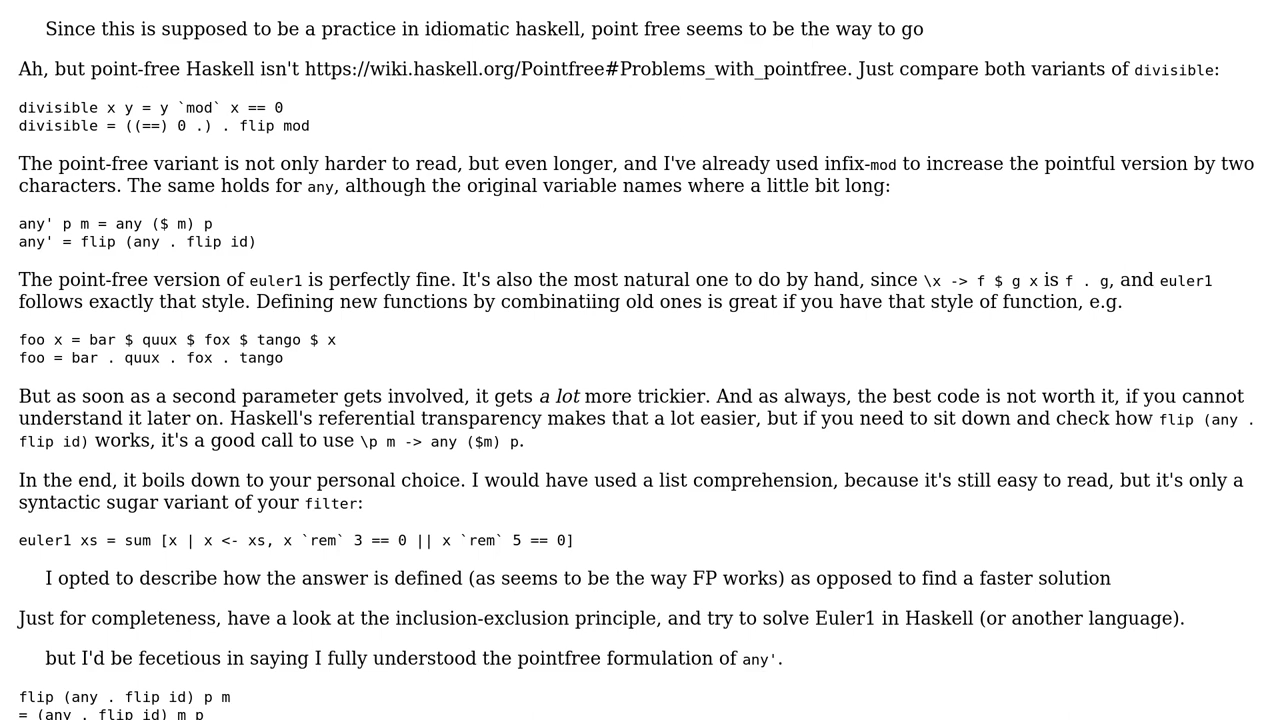 Since this is supposed to be a practice in idiomatic haskell, point free seems to be the way to go
Ah, but point-free Haskell isn't https://wiki.haskell.org/Pointfree#Problems_with_pointfree. Just compare both variants of divisible:
divisible x y = y `mod` x == 0
divisible = ((==) 0 .) . flip mod
The point-free variant is not only harder to read, but even longer, and I've already used infix-mod to increase the pointful version by two
characters. The same holds for any, although the original variable names where a little bit long:
any' p m = any ($ m) p
any' = flip (any . flip id)
The point-free version of euler1 is perfectly fine. It's also the most natural one to do by hand, since \x -> f $ g x is f . g, and euler1
follows exactly that style. Defining new functions by combinatiing old ones is great if you have that style of function, e.g.
foo x = bar $ quux $ fox $ tango $ x
foo = bar . quux . fox . tango
But as soon as a second parameter gets involved, it gets a lot more trickier. And as always, the best code is not worth it, if you cannot
understand it later on. Haskell's referential transparency makes that a lot easier, but if you need to sit down and check how flip (any .
flip id) works, it's a good call to use \p m -> any ($m) p.
In the end, it boils down to your personal choice. I would have used a list comprehension, because it's still easy to read, but it's only a
syntactic sugar variant of your filter:
euler1 xs = sum [x | x <- xs, x `rem` 3 == 0 || x `rem` 5 == 0]
I opted to describe how the answer is defined (as seems to be the way FP works) as opposed to find a faster solution
Just for completeness, have a look at the inclusion-exclusion principle, and try to solve Euler1 in Haskell (or another language).
but I'd be fecetious in saying I fully understood the pointfree formulation of any'.
flip (any . flip id) p m
= (any . flip id) m p